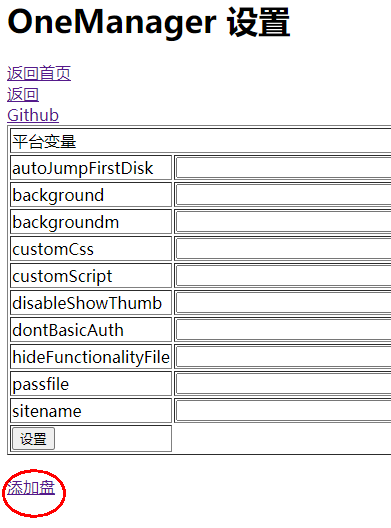 OneManager 设置
返回首页
返回
Github
平台变量
autoJumpFirstDisk
background
backgroundm
customCss
customScript
disableShowThumb
dontBasicAuth
hideFunctionalityFile
passfile
sitename
设置
添加盘